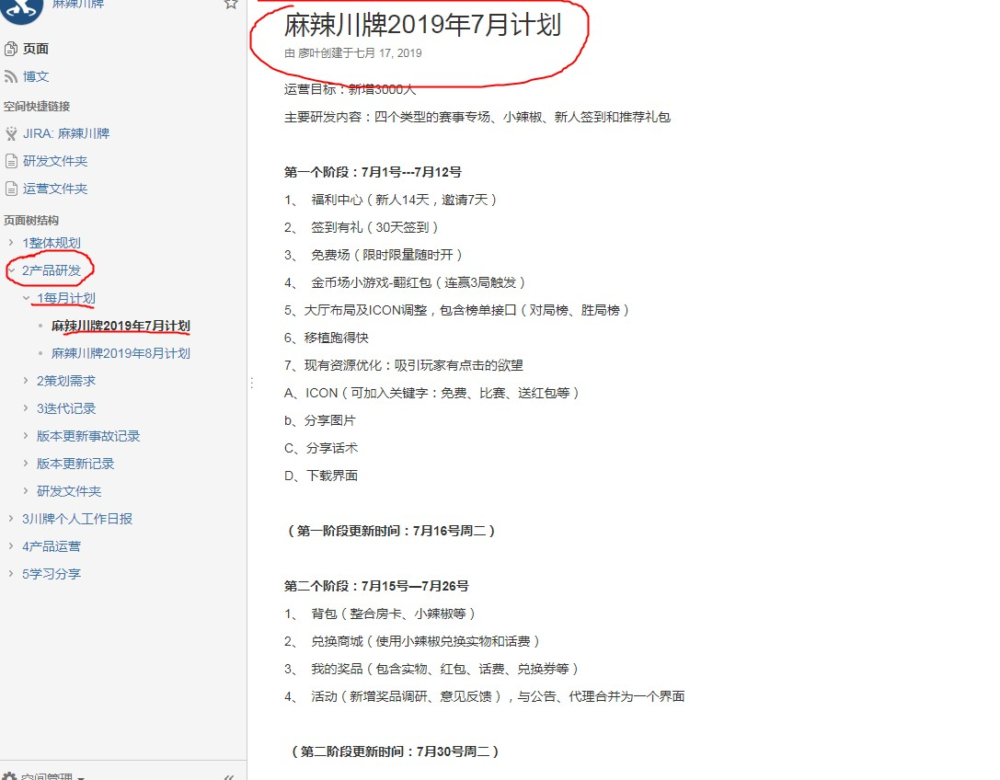 麻辣川牌
页面
博文
空间快捷链接
JIRA: 麻辣川牌
研发文件夹
运营文件夹
页面树结构
1整体规划
2产品研发
1每月计划
麻辣川牌2019年7月计划
麻辣川牌2019年8月计划
2策划需求
3迭代记录
版本更新事故记录
版本更新记录
研发文件夹
3川牌个人工作日报
4产品运营
5学习分享
空间管理
麻辣川牌2019年7月计划
由 廖叶创建于七月 17, 2019
运营目标：新增3000人
主要研发内容：四个类型的赛事专场、小辣椒、新人签到和推荐礼包
第一个阶段：7月1号---7月12号
1、 福利中心（新人14天，邀请7天）
2、 签到有礼（30天签到）
3、 免费场（限时限量随时开）
4、 金币场小游戏-翻红包（连赢3局触发）
5、大厅布局及ICON调整，包含榜单接口（对局榜、胜局榜）
6、移植跑得快
7、现有资源优化：吸引玩家有点击的欲望
A、ICON（可加入关键字：免费、比赛、送红包等）
b、分享图片
C、分享话术
D、下载界面
（第一阶段更新时间：7月16号周二）
第二个阶段：7月15号—7月26号
1、 背包（整合房卡、小辣椒等）
2、 兑换商城（使用小辣椒兑换实物和话费）
3、 我的奖品（包含实物、红包、话费、兑换券等）
4、 活动（新增奖品调研、意见反馈），与公告、代理合并为一个界面
（第二阶段更新时间：7月30号周二）